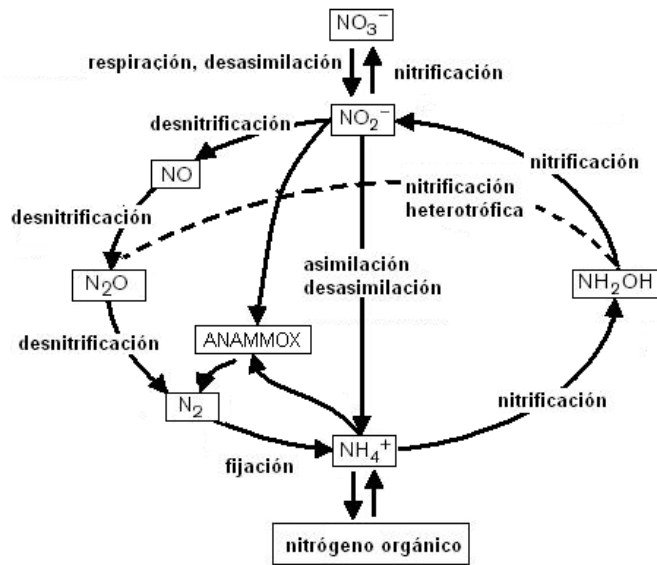 NO₃⁻
respiración, desasimilación
nitrificación
NO₂⁻
desnitrificación
nitrificación
NO
nitrificación
heterotrófica
desnitrificación
asimilación
desasimilación
N₂O
NH₂OH
desnitrificación
ANAMMOX
N₂
nitrificación
NH₄⁺
fijación
nitrógeno orgánico